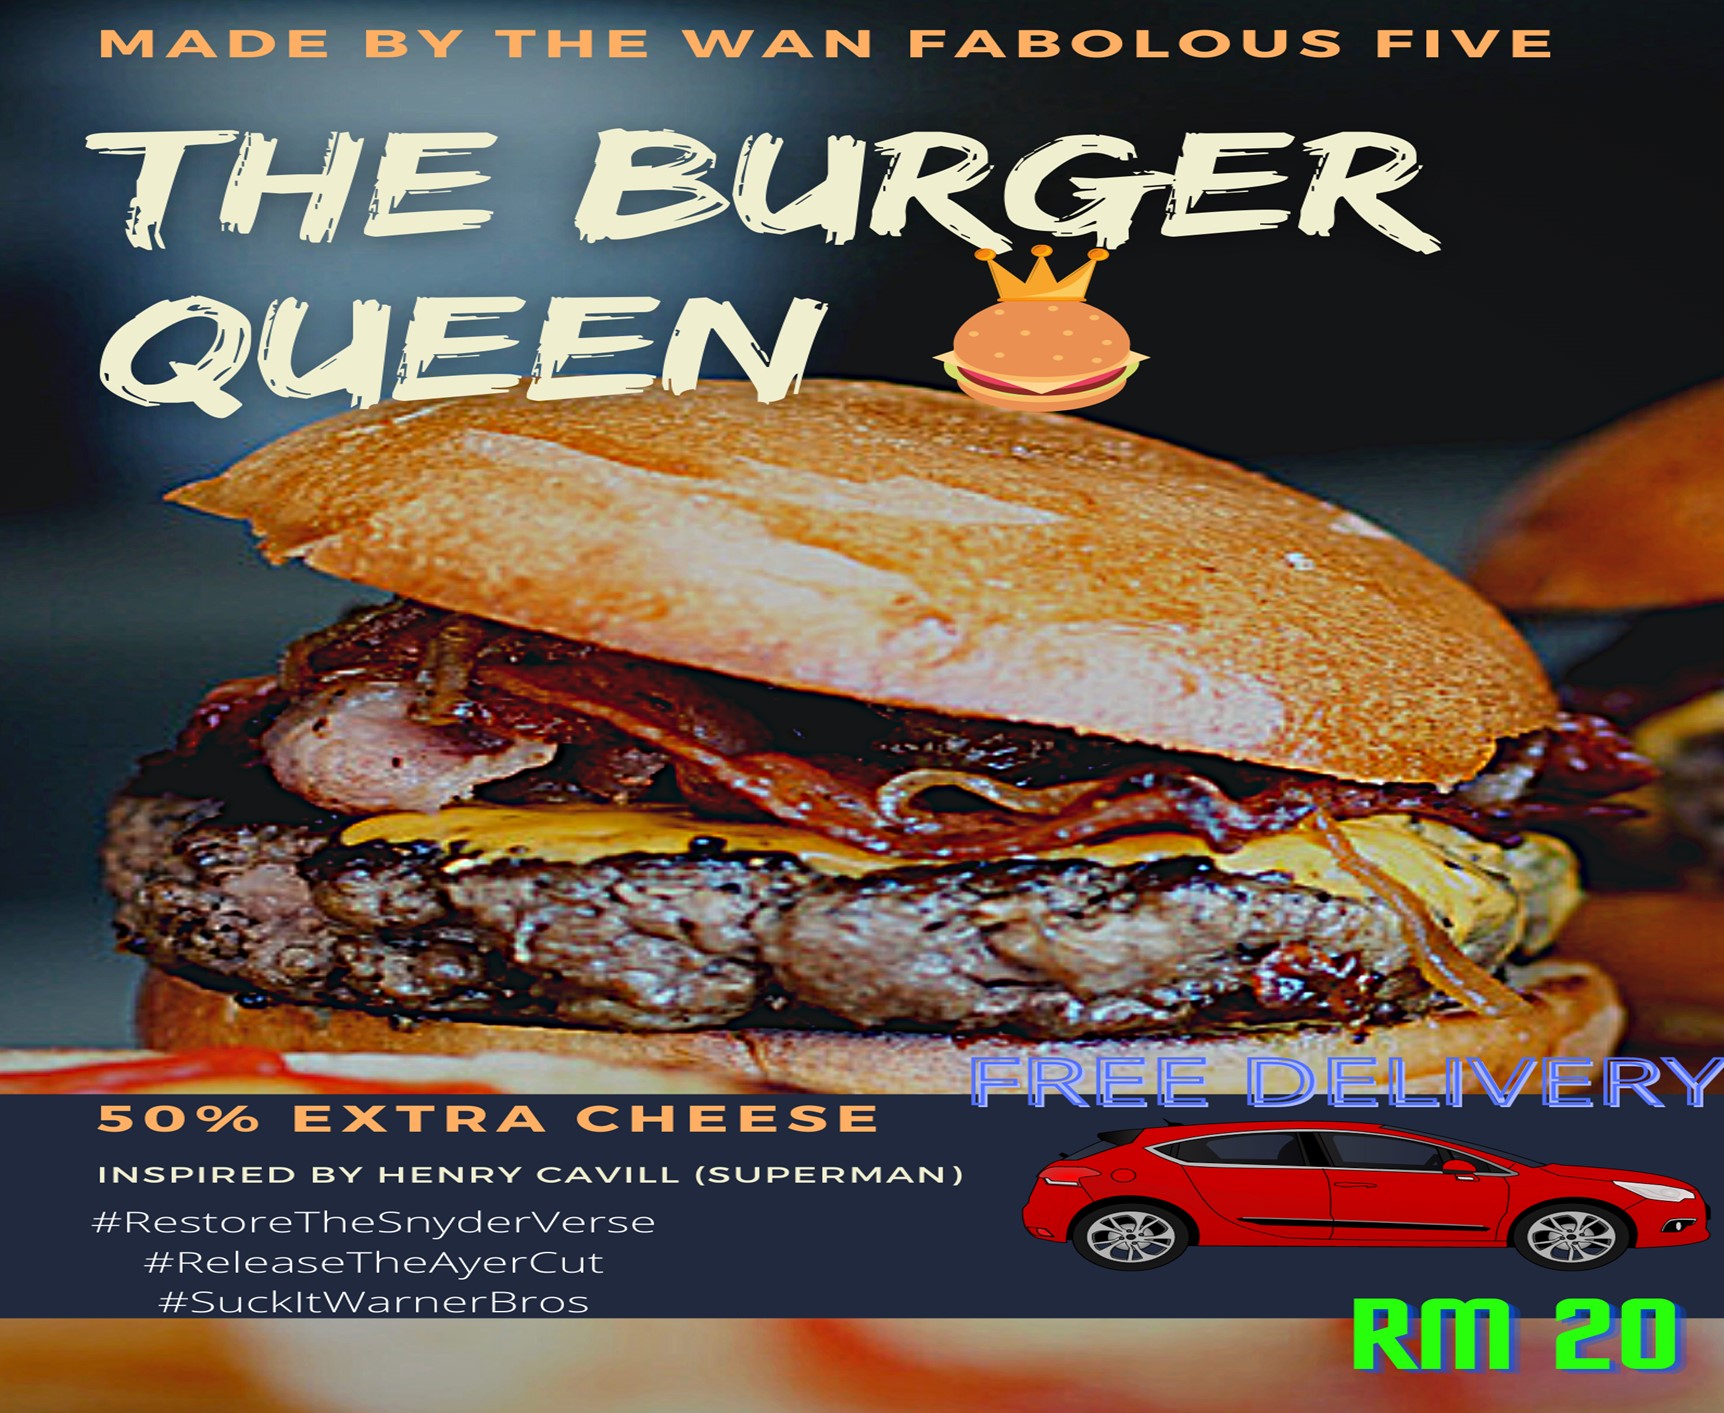 MADE BY THE WAN FABOLOUS FIVE
THE BURGER
QUEEN
FREE DELIVERY
50% EXTRA CHEESE
INSPIRED BY HENRY CAVILL (SUPERMAN)
#RestoreTheSnyderVerse
#ReleaseTheAyerCut
#SuckItWarnerBros
RM 20